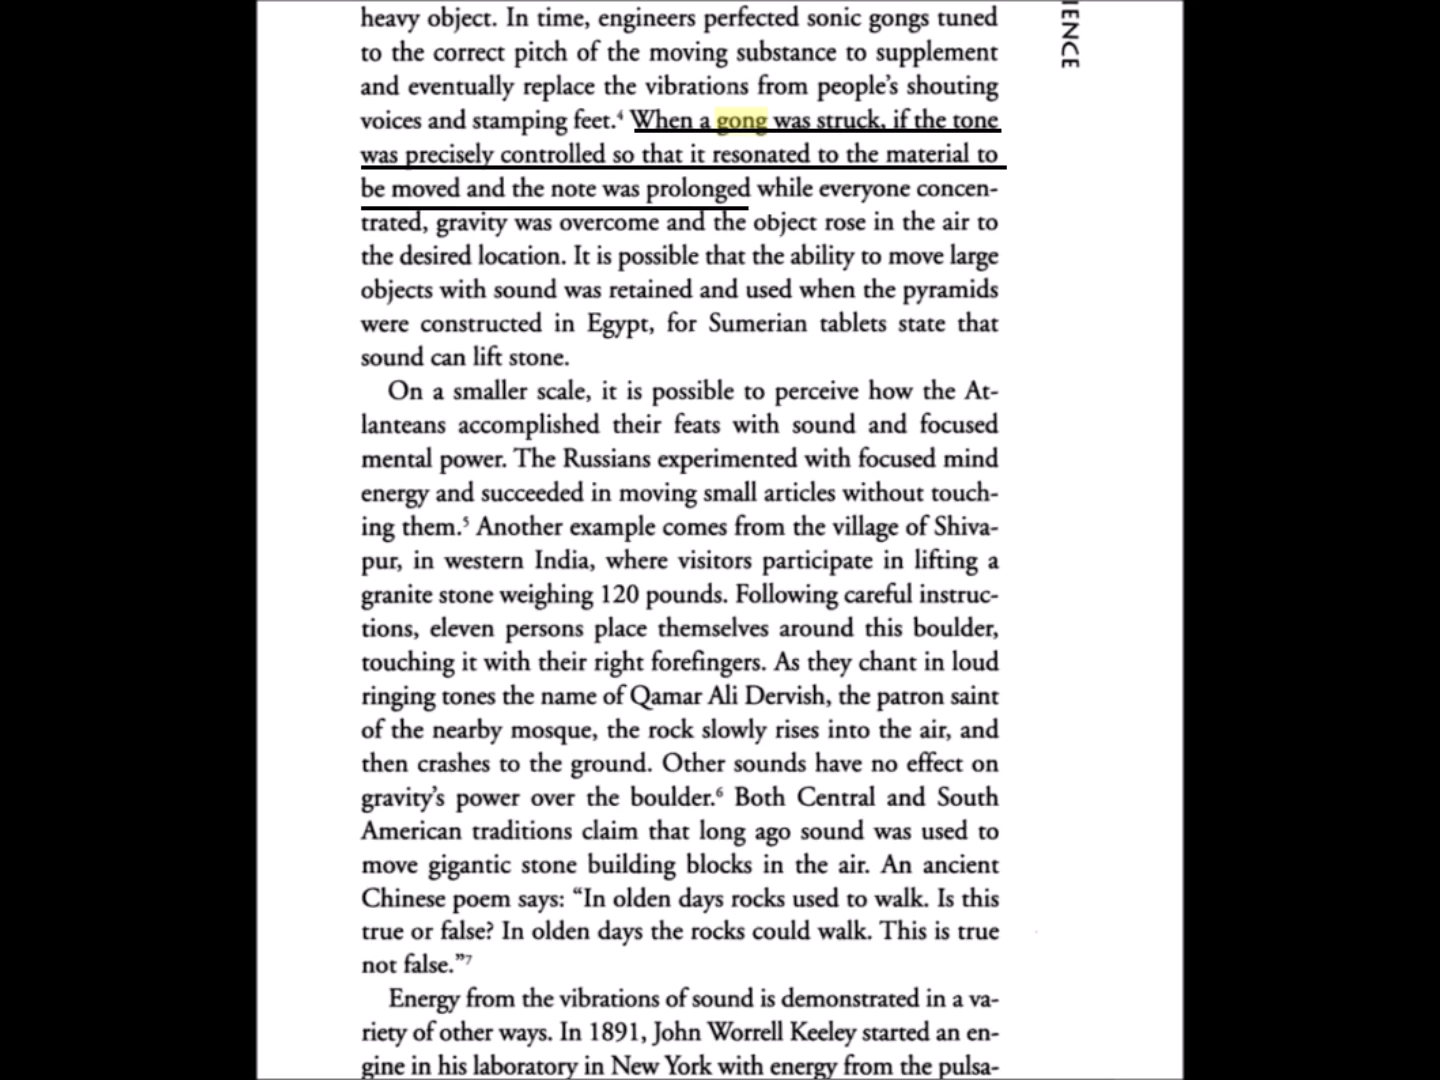 heavy object. In time, engineers perfected sonic gongs tuned
to the correct pitch of the moving substance to supplement
and eventually replace the vibrations from people's shouting
voices and stamping feet.⁴ When a gong was struck, if the tone
was precisely controlled so that it resonated to the material to
be moved and the note was prolonged while everyone concen-
trated, gravity was overcome and the object rose in the air to
the desired location. It is possible that the ability to move large
objects with sound was retained and used when the pyramids
were constructed in Egypt, for Sumerian tablets state that
sound can lift stone.
On a smaller scale, it is possible to perceive how the At-
lanteans accomplished their feats with sound and focused
mental power. The Russians experimented with focused mind
energy and succeeded in moving small articles without touch-
ing them.⁵ Another example comes from the village of Shiva-
pur, in western India, where visitors participate in lifting a
granite stone weighing 120 pounds. Following careful instruc-
tions, eleven persons place themselves around this boulder,
touching it with their right forefingers. As they chant in loud
ringing tones the name of Qamar Ali Dervish, the patron saint
of the nearby mosque, the rock slowly rises into the air, and
then crashes to the ground. Other sounds have no effect on
gravity's power over the boulder.⁶ Both Central and South
American traditions claim that long ago sound was used to
move gigantic stone building blocks in the air. An ancient
Chinese poem says: “In olden days rocks used to walk. Is this
true or false? In olden days the rocks could walk. This is true
not false.”⁷
Energy from the vibrations of sound is demonstrated in a va-
riety of other ways. In 1891, John Worrell Keeley started an en-
gine in his laboratory in New York with energy from the pulsa-
IENCE